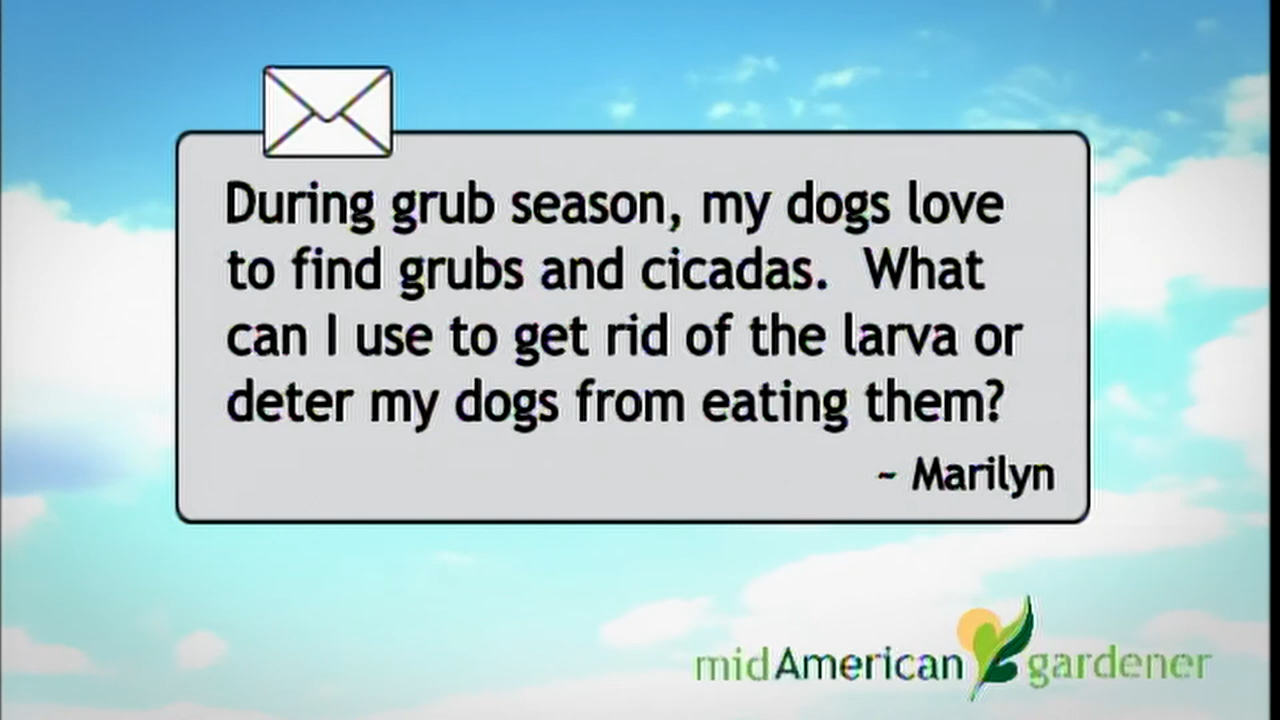 During grub season, my dogs love
to find grubs and cicadas.  What
can I use to get rid of the larva or
deter my dogs from eating them?
~ Marilyn
midAmerican gardener